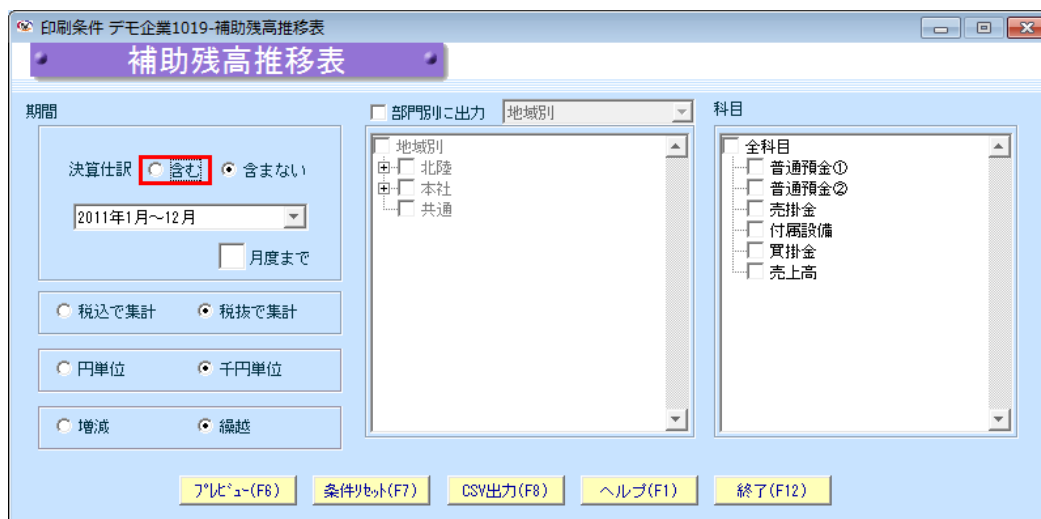 印刷条件 デモ企業1019-補助残高推移表
補助残高推移表
期間
決算仕訳 含む 含まない
2011年1月～12月
月度まで
税込で集計 税抜で集計
円単位 千円単位
増減 繰越
部門別に出力 地域別
地域別
北陸
本社
共通
科目
全科目
普通預金①
普通預金②
売掛金
付属設備
買掛金
売上高
ﾌﾟﾚﾋﾞｭｰ(F6) 条件ﾘｾｯﾄ(F7) CSV出力(F8) ヘルプ(F1) 終了(F12)